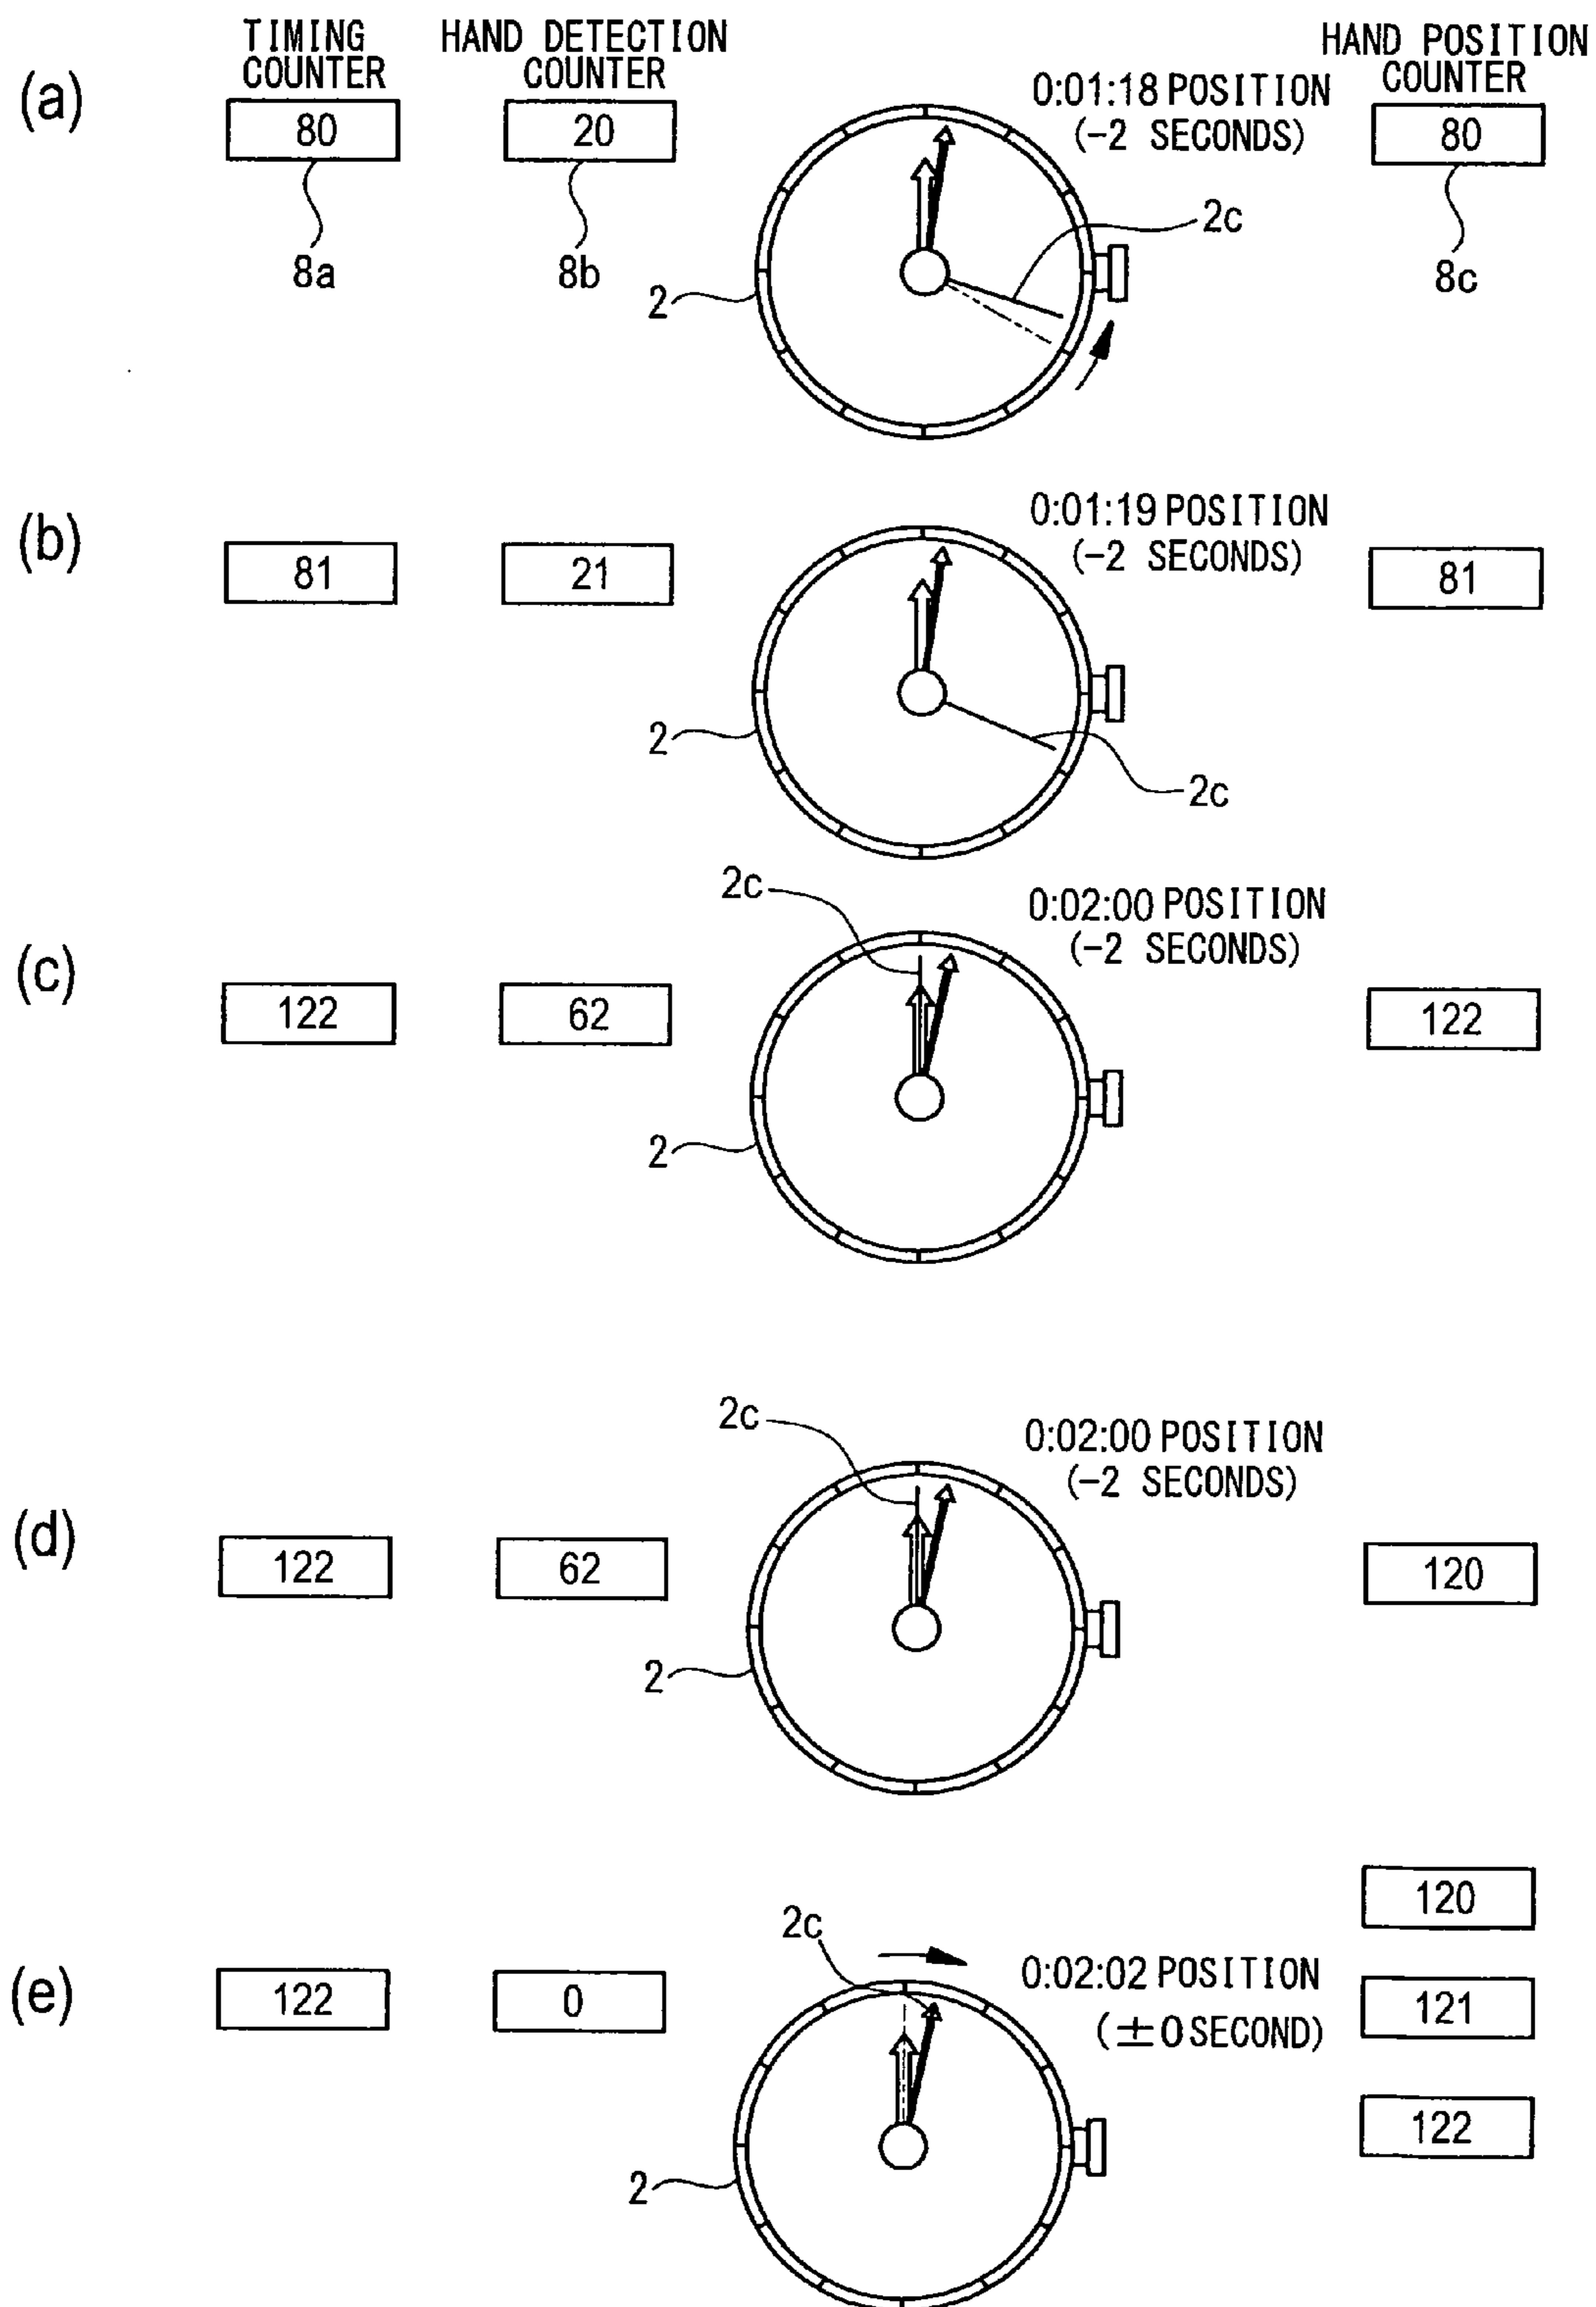 TIMING
COUNTER
HAND DETECTION
COUNTER
HAND POSITION
COUNTER
(a)
80
20
0:01:18 POSITION
(-2 SECONDS)
80
8a
8b
2
2c
8c
(b)
81
21
0:01:19 POSITION
(-2 SECONDS)
81
2
2c
(c)
122
62
2c
0:02:00 POSITION
(-2 SECONDS)
122
2
(d)
122
62
2c
0:02:00 POSITION
(-2 SECONDS)
120
2
(e)
122
0
2c
0:02:02 POSITION
(±0 SECOND)
120
121
122
2